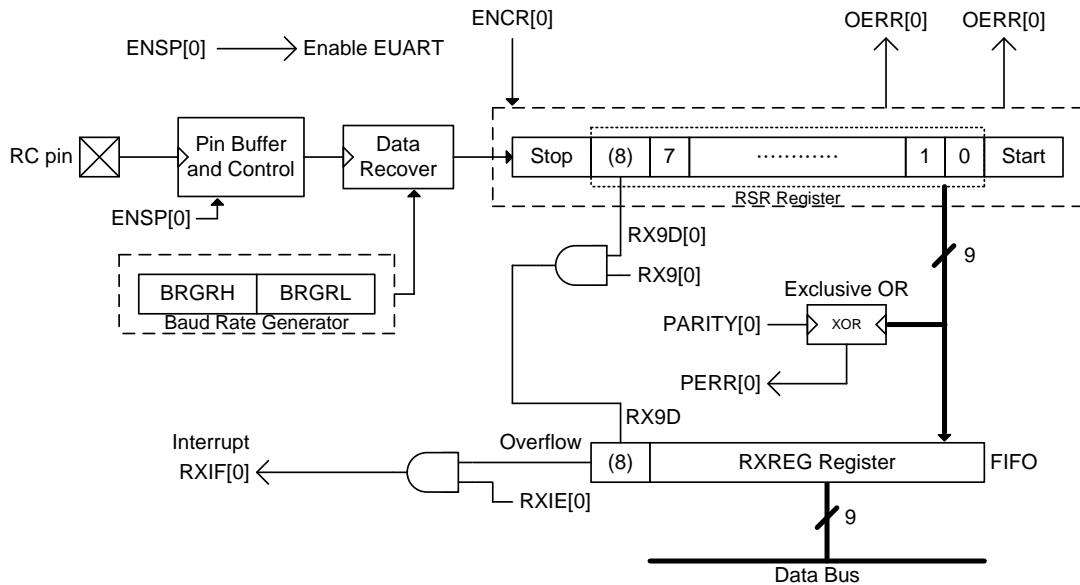 ENCR[0]
OERR[0]
OERR[0]
ENSP[0]
Enable EUART
RC pin
Pin Buffer
and Control
Data
Recover
Stop
(8)
7
............
1
0
Start
RSR Register
ENSP[0]
RX9D[0]
9
RX9[0]
BRGRH
BRGRL
Baud Rate Generator
Exclusive OR
PARITY[0]
XOR
PERR[0]
RX9D
Interrupt
Overflow
RXIF[0]
(8)
RXREG Register
FIFO
RXIE[0]
9
Data Bus